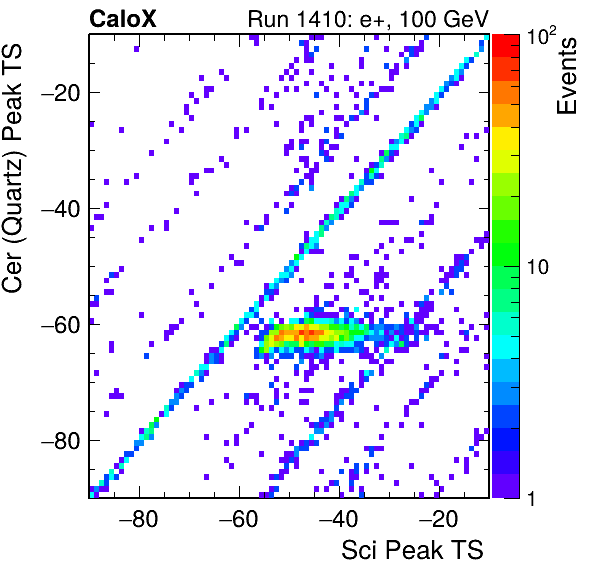 CaloX Run 1410: e+, 100 GeV
Cer (Quartz) Peak TS
−20
−40
−60
−80
−80 −60 −40 −20
Sci Peak TS
10²
10
1
Events